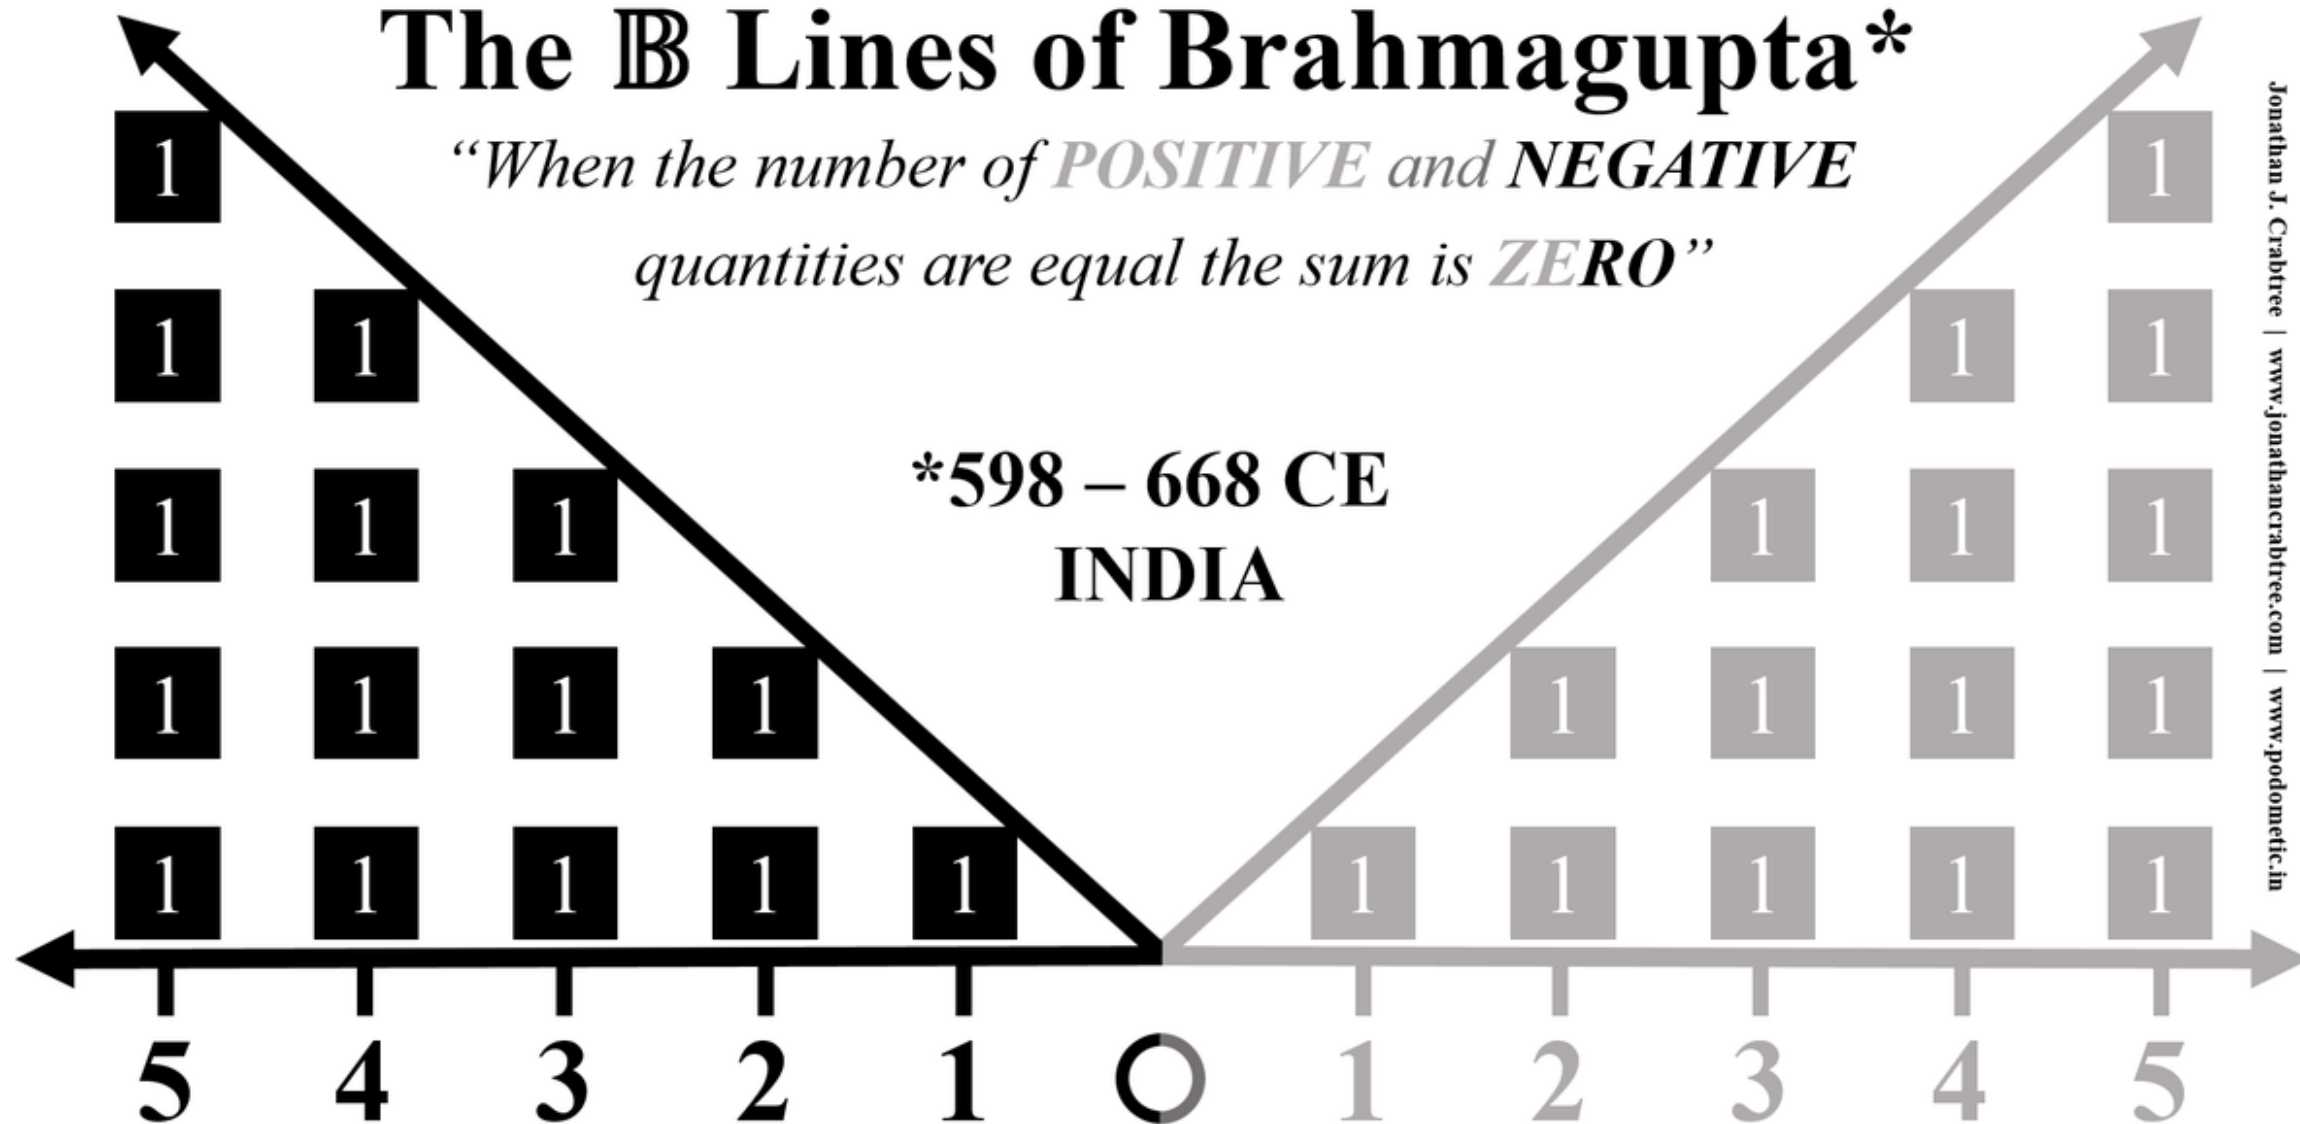 The 𝔹 Lines of Brahmagupta*
“When the number of POSITIVE and NEGATIVE
quantities are equal the sum is ZERO”
*598 – 668 CE
INDIA
1 1
1 1 1 1
1 1 1 1 1 1
1 1 1 1 1 1 1 1
1 1 1 1 1 1 1 1 1 1
5 4 3 2 1 0 1 2 3 4 5
Jonathan J. Crabtree | www.jonathancrabtree.com | www.podometic.in